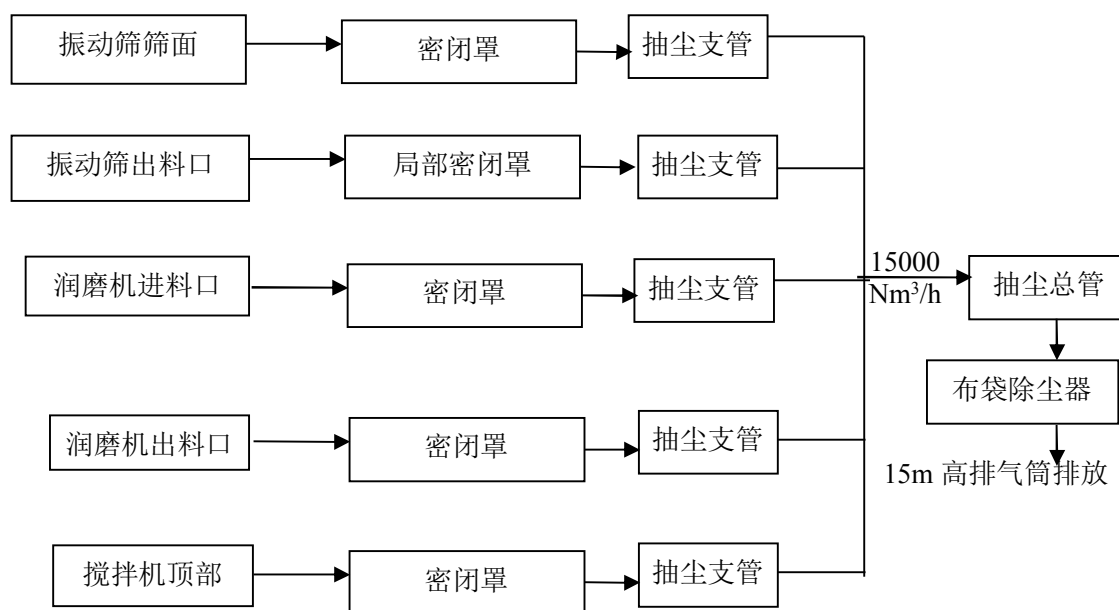 振动筛筛面
密闭罩
抽尘支管
振动筛出料口
局部密闭罩
抽尘支管
润磨机进料口
密闭罩
抽尘支管
15000
Nm³/h
抽尘总管
布袋除尘器
润磨机出料口
密闭罩
抽尘支管
15m 高排气筒排放
搅拌机顶部
密闭罩
抽尘支管